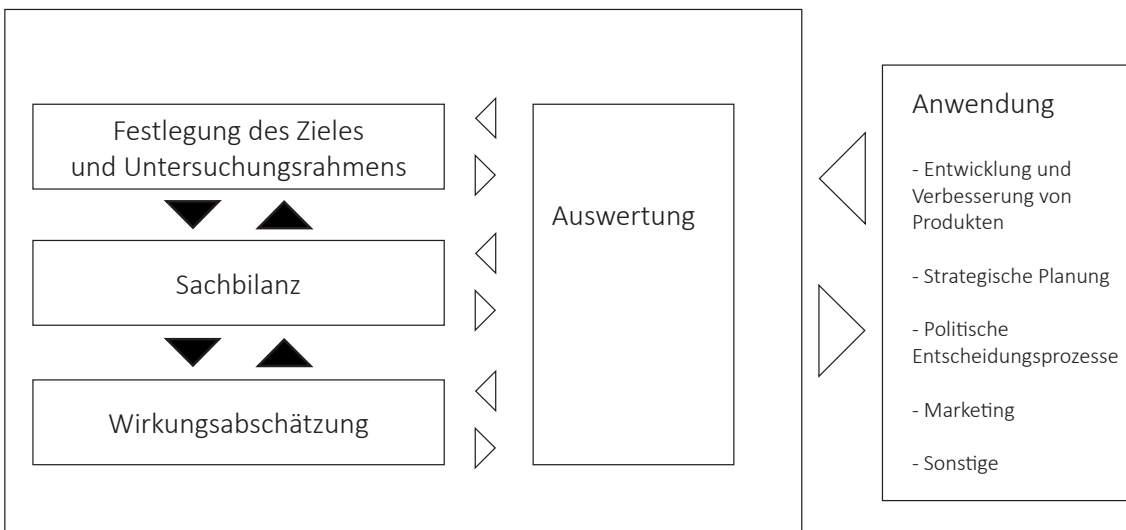 Festlegung des Zieles
und Untersuchungsrahmens
Sachbilanz
Wirkungsabschätzung
Auswertung
Anwendung
- Entwicklung und
Verbesserung von
Produkten
- Strategische Planung
- Politische
Entscheidungsprozesse
- Marketing
- Sonstige